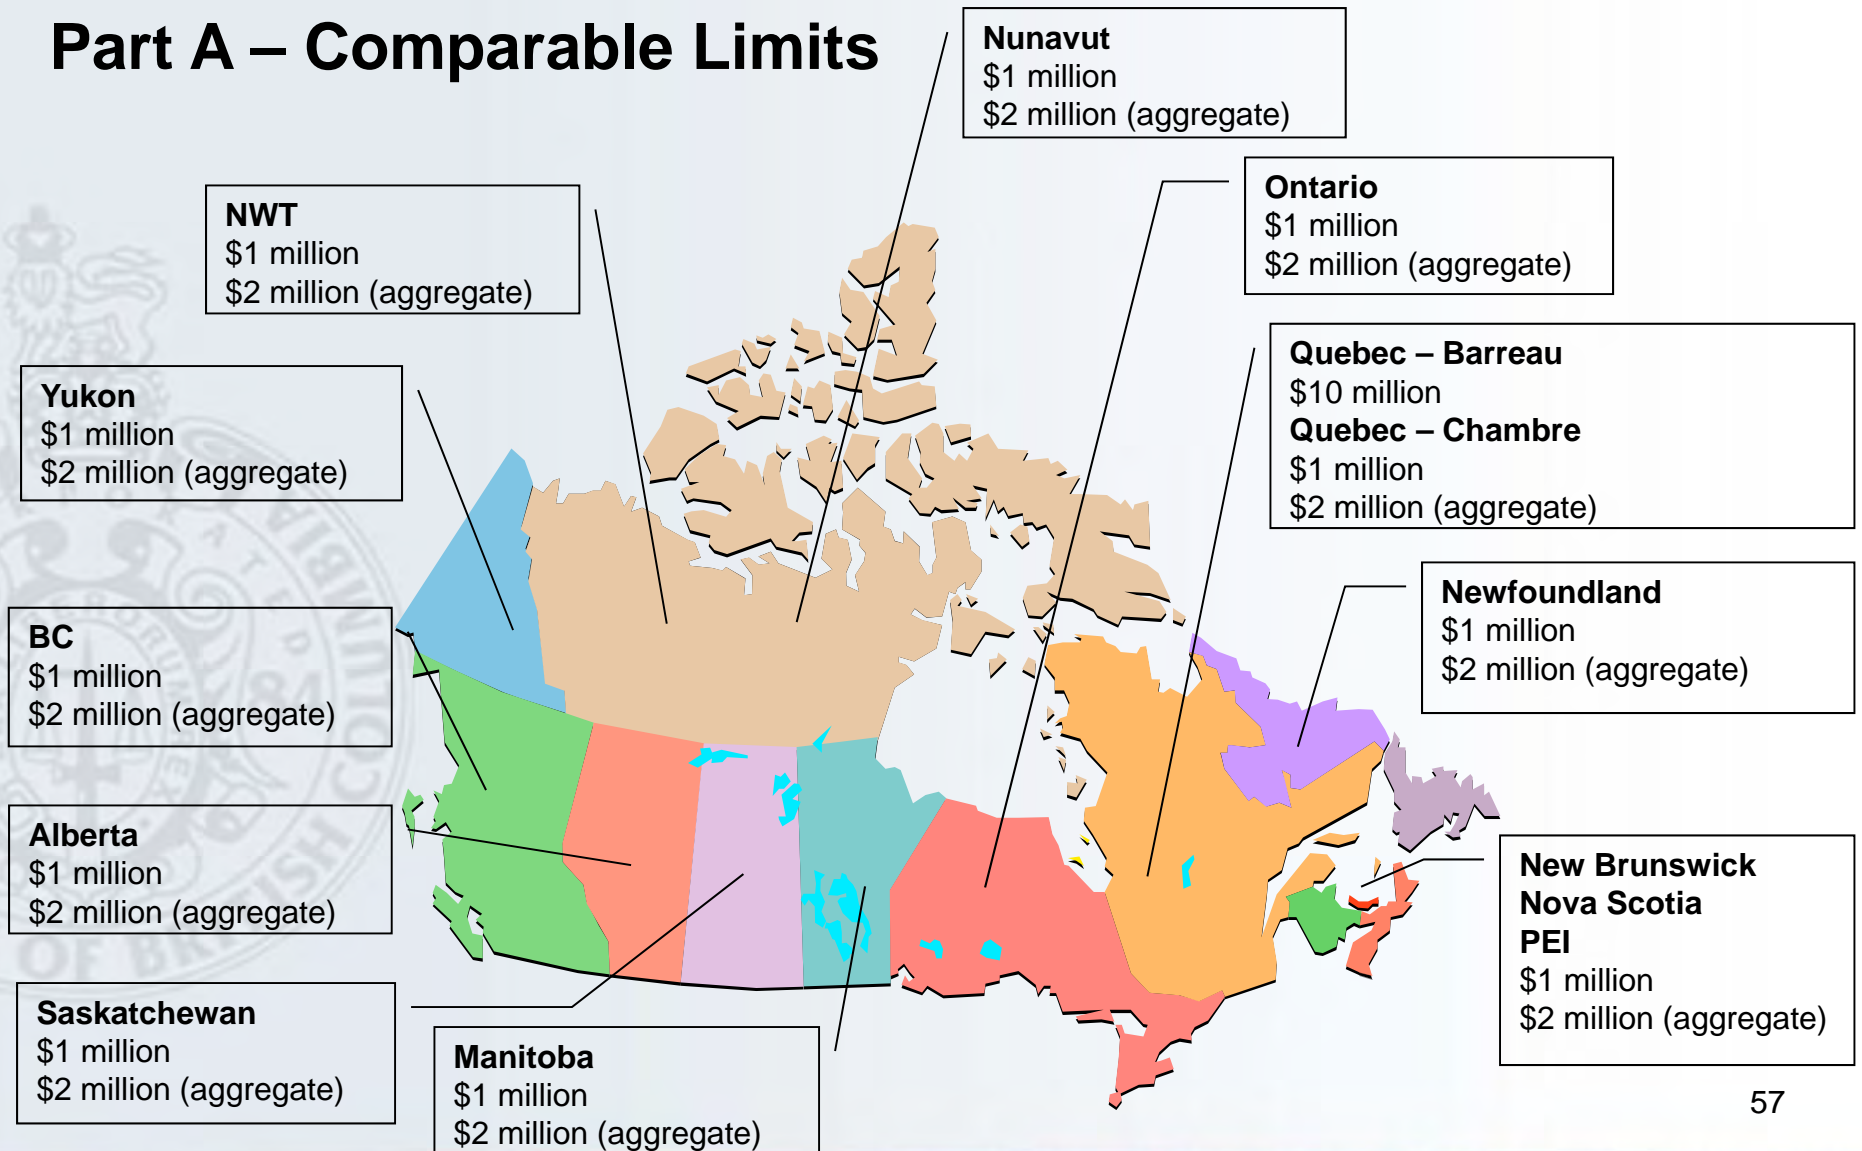 Part A – Comparable Limits
Nunavut
$1 million
$2 million (aggregate)
NWT
$1 million
$2 million (aggregate)
Ontario
$1 million
$2 million (aggregate)
Yukon
$1 million
$2 million (aggregate)
Quebec – Barreau
$10 million
Quebec – Chambre
$1 million
$2 million (aggregate)
BC
$1 million
$2 million (aggregate)
Newfoundland
$1 million
$2 million (aggregate)
Alberta
$1 million
$2 million (aggregate)
New Brunswick
Nova Scotia
PEI
$1 million
$2 million (aggregate)
Saskatchewan
$1 million
$2 million (aggregate)
Manitoba
$1 million
$2 million (aggregate)
57
OF BRITISH COLUMBIA